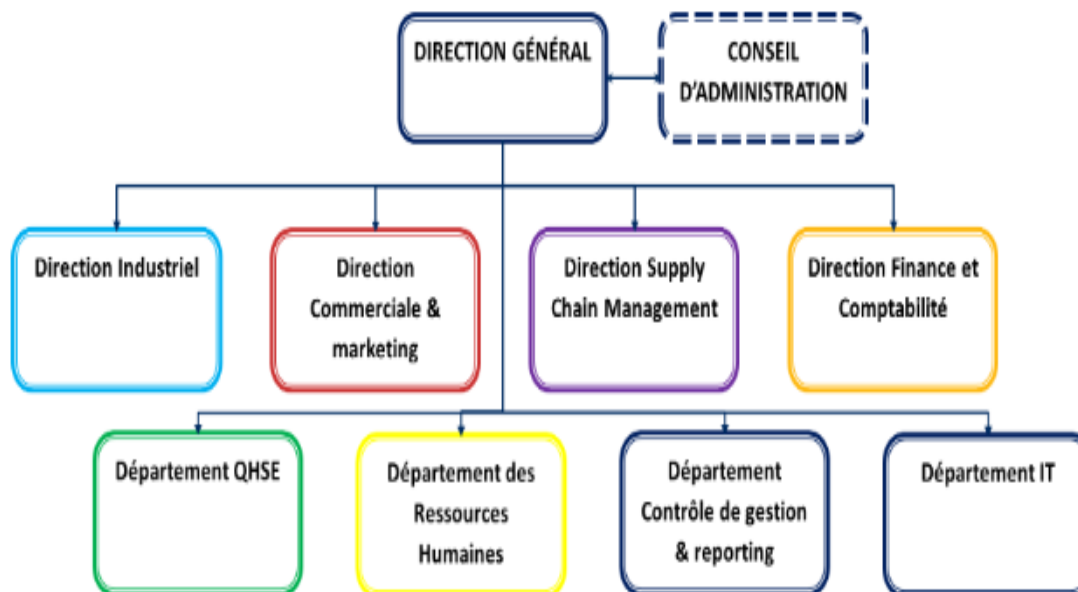 DIRECTION GÉNÉRAL
CONSEIL
D'ADMINISTRATION
Direction Industriel
Direction
Commerciale &
marketing
Direction Supply
Chain Management
Direction Finance et
Comptabilité
Département QHSE
Département des
Ressources
Humaines
Département
Contrôle de gestion
& reporting
Département IT